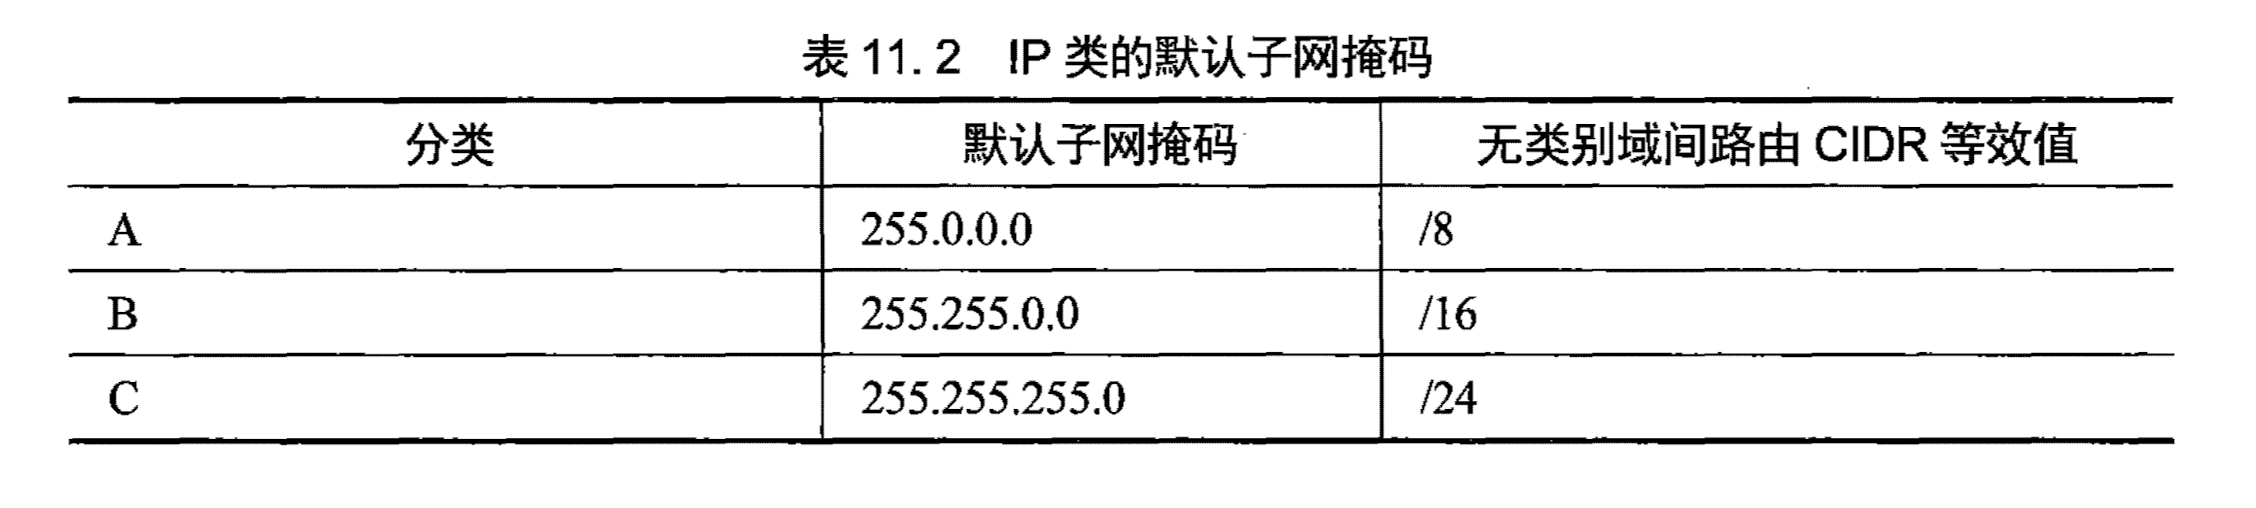 表 11.2 IP 类的默认子网掩码
分类 默认子网掩码 无类别域间路由 CIDR 等效值
A 255.0.0.0 /8
B 255.255.0.0 /16
C 255.255.255.0 /24